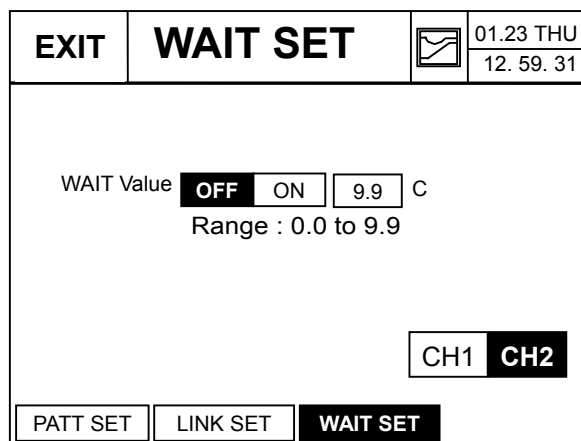 EXIT WAIT SET 01.23 THU
12. 59. 31
WAIT Value OFF ON 9.9 C
Range : 0.0 to 9.9
CH1 CH2
PATT SET LINK SET WAIT SET